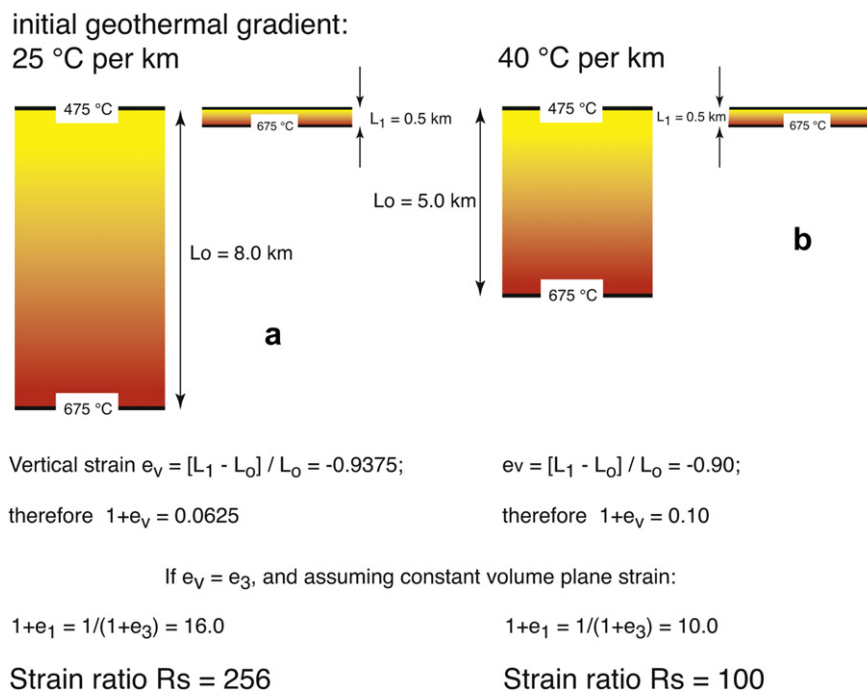 initial geothermal gradient:
25 °C per km
40 °C per km
475 °C
675 °C
L₁ = 0.5 km
Lo = 8.0 km
675 °C
a
475 °C
L₁ = 0.5 km
675 °C
Lo = 5.0 km
675 °C
b
Vertical strain eᵥ = [L₁ - Lₒ] / Lₒ = -0.9375;
ev = [L₁ - Lₒ] / Lₒ = -0.90;
therefore 1+eᵥ = 0.0625
therefore 1+eᵥ = 0.10
If eᵥ = e₃, and assuming constant volume plane strain:
1+e₁ = 1/(1+e₃) = 16.0
1+e₁ = 1/(1+e₃) = 10.0
Strain ratio Rs = 256
Strain ratio Rs = 100